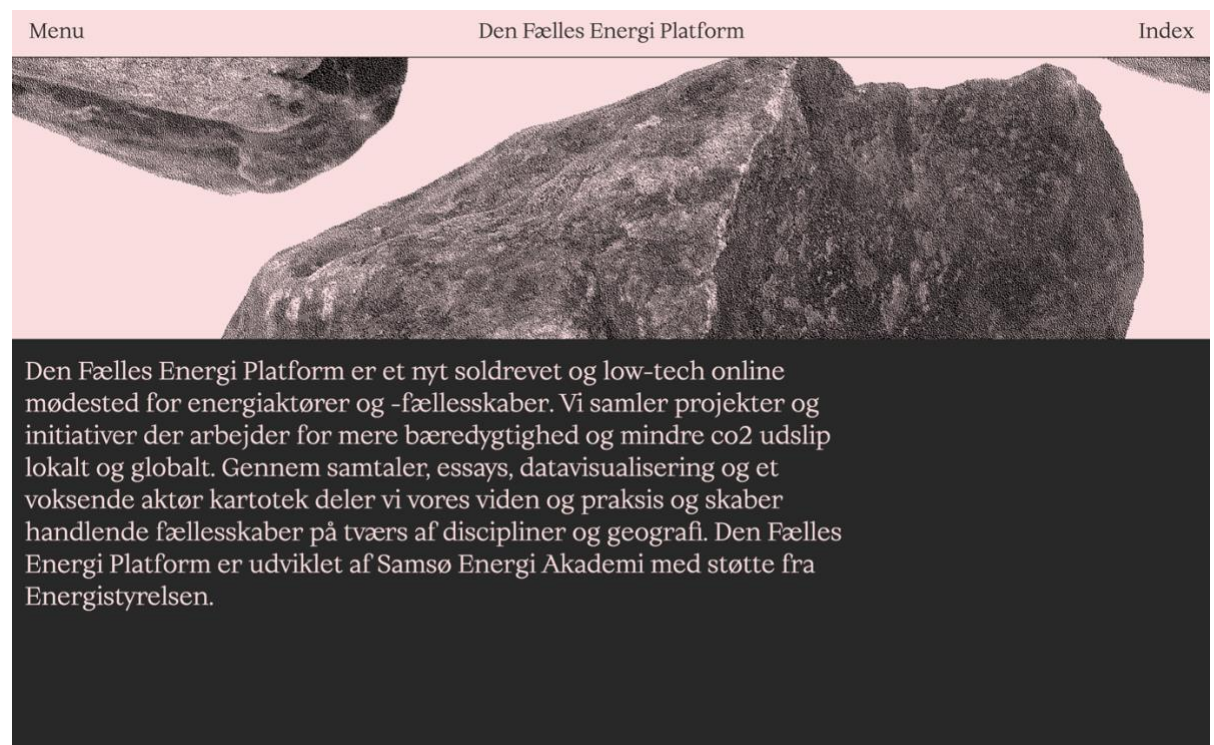 Menu
Den Fælles Energi Platform
Index
Den Fælles Energi Platform er et nyt soldrevet og low-tech online
mødested for energiaktører og -fællesskaber. Vi samler projekter og
initiativer der arbejder for mere bæredygtighed og mindre co2 udslip
lokalt og globalt. Gennem samtaler, essays, datavisualisering og et
voksende aktør kartotek deler vi vores viden og praksis og skaber
handlende fællesskaber på tværs af discipliner og geografi. Den Fælles
Energi Platform er udviklet af Samsø Energi Akademi med støtte fra
Energistyrelsen.